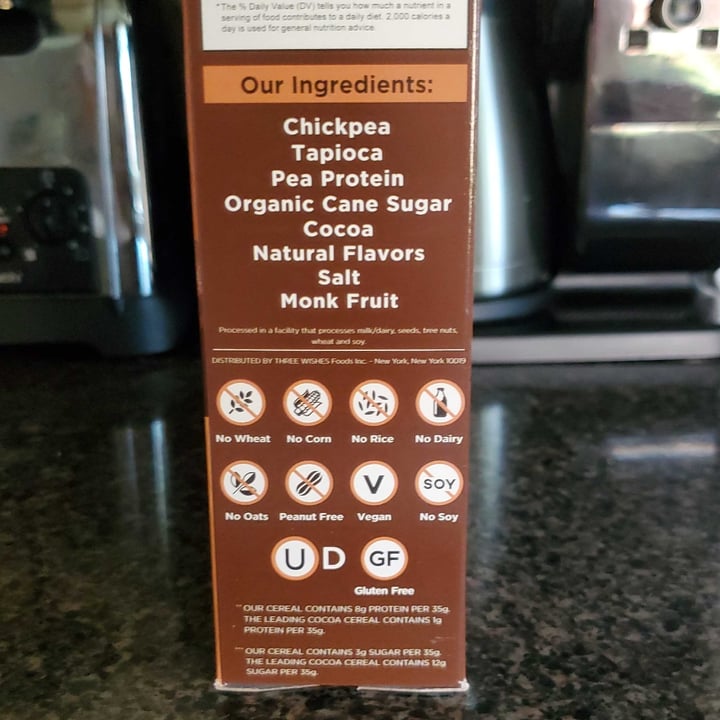 *The % Daily Value (DV) tells you how much a nutrient in a
serving of food contributes to a daily diet. 2,000 calories a
day is used for general nutrition advice.
Our Ingredients:
Chickpea
Tapioca
Pea Protein
Organic Cane Sugar
Cocoa
Natural Flavors
Salt
Monk Fruit
Processed in a facility that processes milk/dairy, seeds, tree nuts,
wheat and soy.
DISTRIBUTED BY THREE WISHES Foods Inc. - New York, New York 10019
No Wheat No Corn No Rice No Dairy
V SOY
No Oats Peanut Free Vegan No Soy
U D GF
Gluten Free
**OUR CEREAL CONTAINS 8g PROTEIN PER 35g.
THE LEADING COCOA CEREAL CONTAINS 1g
PROTEIN PER 35g.
***OUR CEREAL CONTAINS 3g SUGAR PER 35g.
THE LEADING COCOA CEREAL CONTAINS 12g
SUGAR PER 35g.